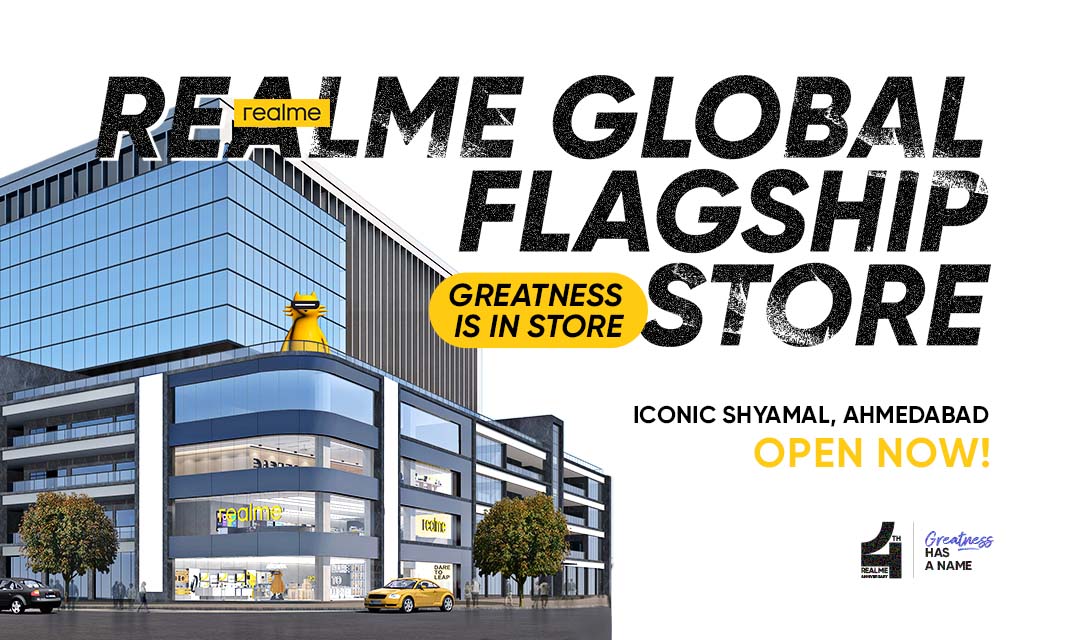 REALME GLOBAL
realme
FLAGSHIP
GREATNESS
IS IN STORE
STORE
ICONIC SHYAMAL, AHMEDABAD
OPEN NOW!
realme
realme
DARE
TO
LEAP
4TH
REALME
ANNIVERSARY
Greatness
HAS
A NAME